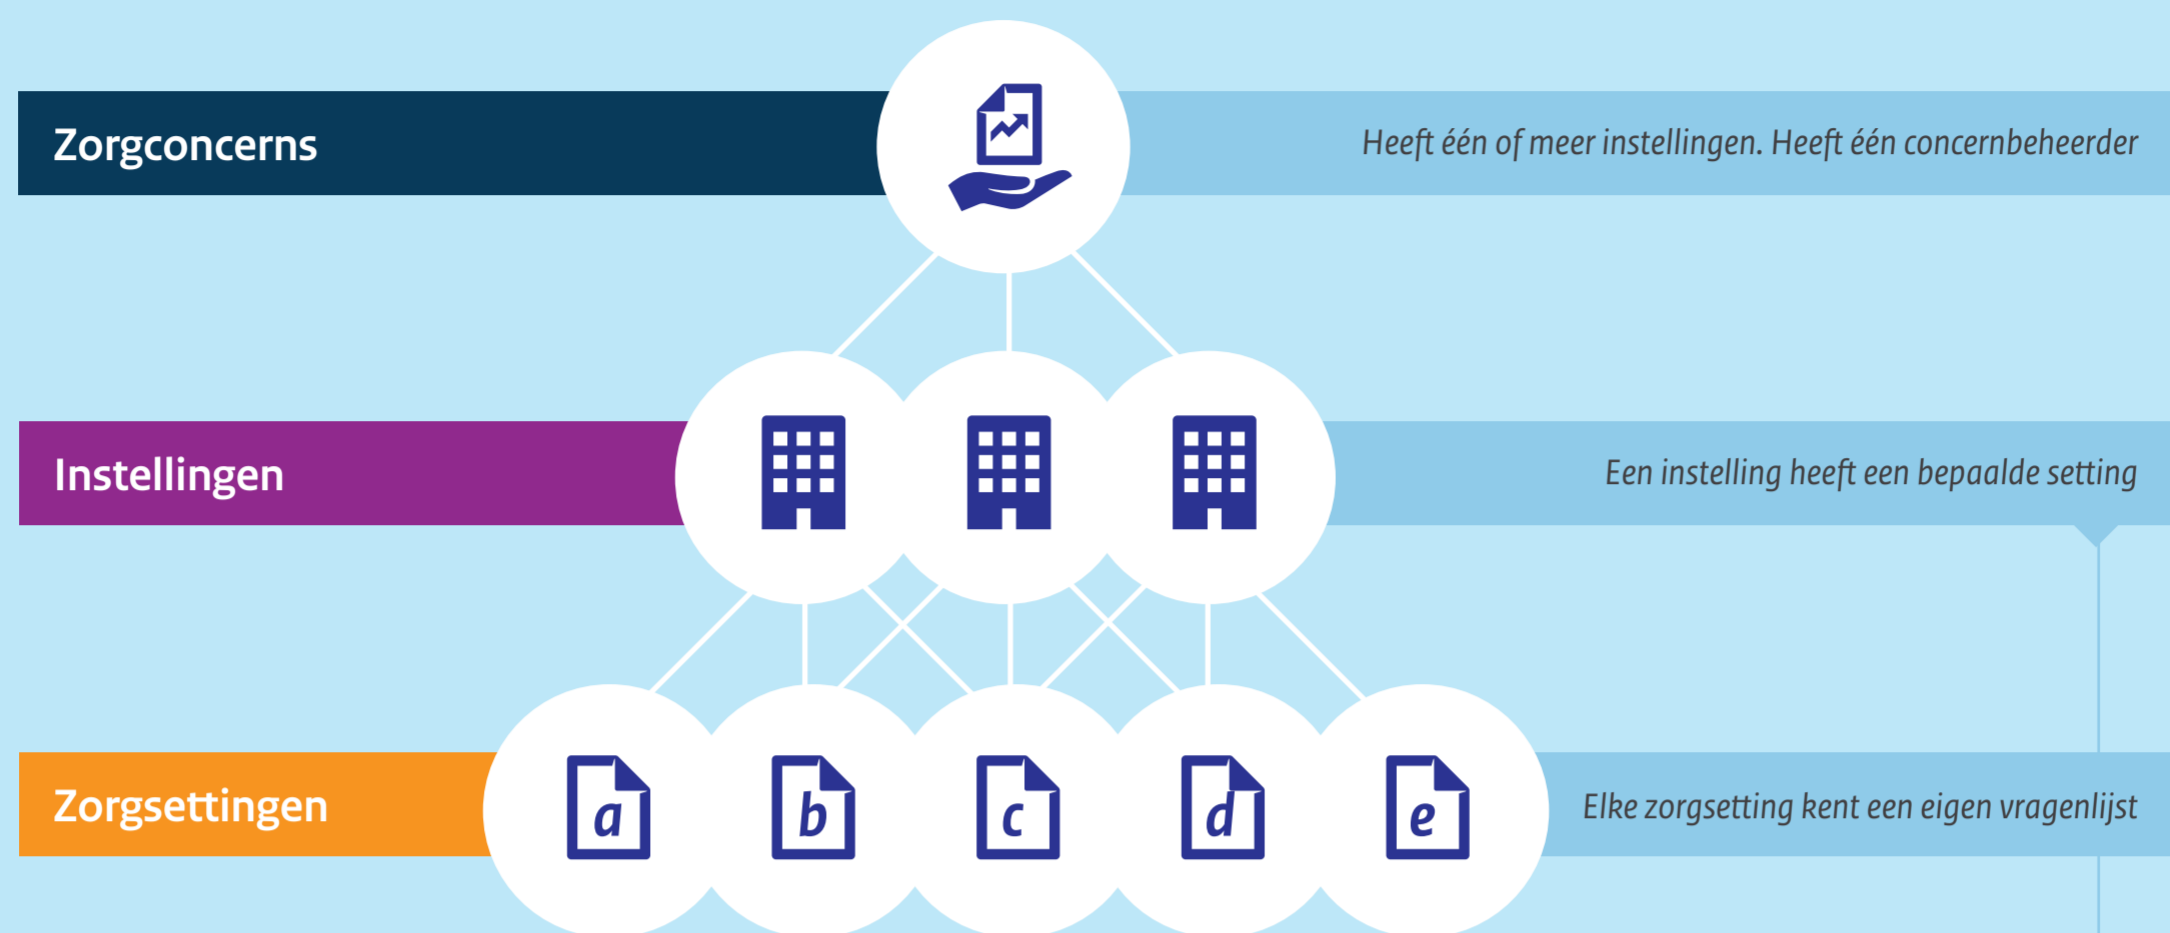 Zorgconcerns
Heeft één of meer instellingen. Heeft één concernbeheerder
Instellingen
Een instelling heeft een bepaalde setting
Zorgsettingen
a
b
c
d
e
Elke zorgsetting kent een eigen vragenlijst